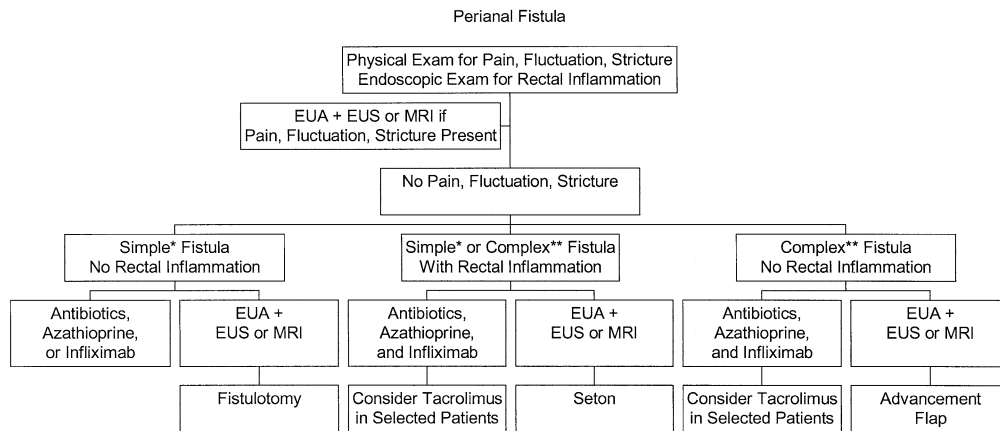 Perianal Fistula
Physical Exam for Pain, Fluctuation, Stricture
Endoscopic Exam for Rectal Inflammation
EUA + EUS or MRI if
Pain, Fluctuation, Stricture Present
No Pain, Fluctuation, Stricture
Simple* Fistula
No Rectal Inflammation
Simple* or Complex** Fistula
With Rectal Inflammation
Complex** Fistula
No Rectal Inflammation
Antibiotics,
Azathioprine,
or Infliximab
EUA +
EUS or MRI
Antibiotics,
Azathioprine,
and Infliximab
EUA +
EUS or MRI
Antibiotics,
Azathioprine,
and Infliximab
EUA +
EUS or MRI
Fistulotomy
Consider Tacrolimus
in Selected Patients
Seton
Consider Tacrolimus
in Selected Patients
Advancement
Flap